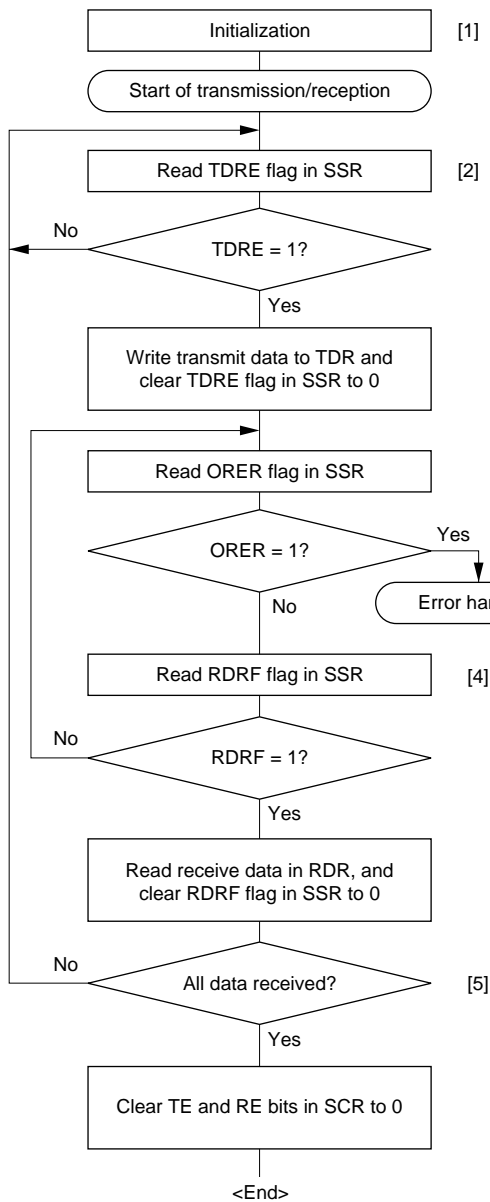 Initialization
[1]
Start of transmission/reception
Read TDRE flag in SSR
[2]
No
TDRE = 1?
Yes
Write transmit data to TDR and
clear TDRE flag in SSR to 0
Read ORER flag in SSR
ORER = 1?
Yes
No
Error
Read RDRF flag in SSR
[4]
No
RDRF = 1?
Yes
Read receive data in RDR, and
clear RDRF flag in SSR to 0
No
All data received?
[5]
Yes
Clear TE and RE bits in SCR to 0
<End>